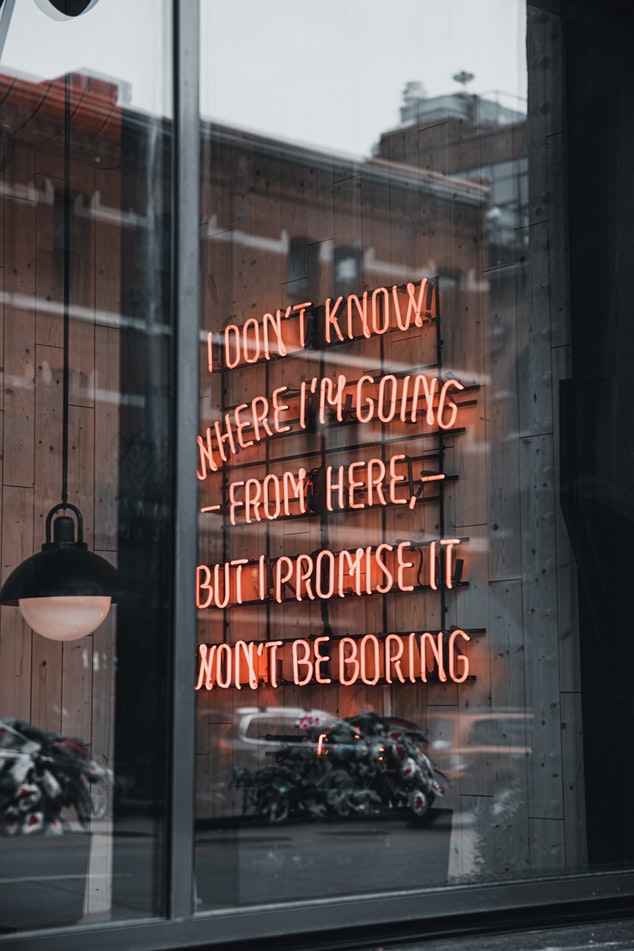 I DON'T KNOW
WHERE I'M GOING
- FROM HERE,-
BUT I PROMISE IT
WON'T BE BORING